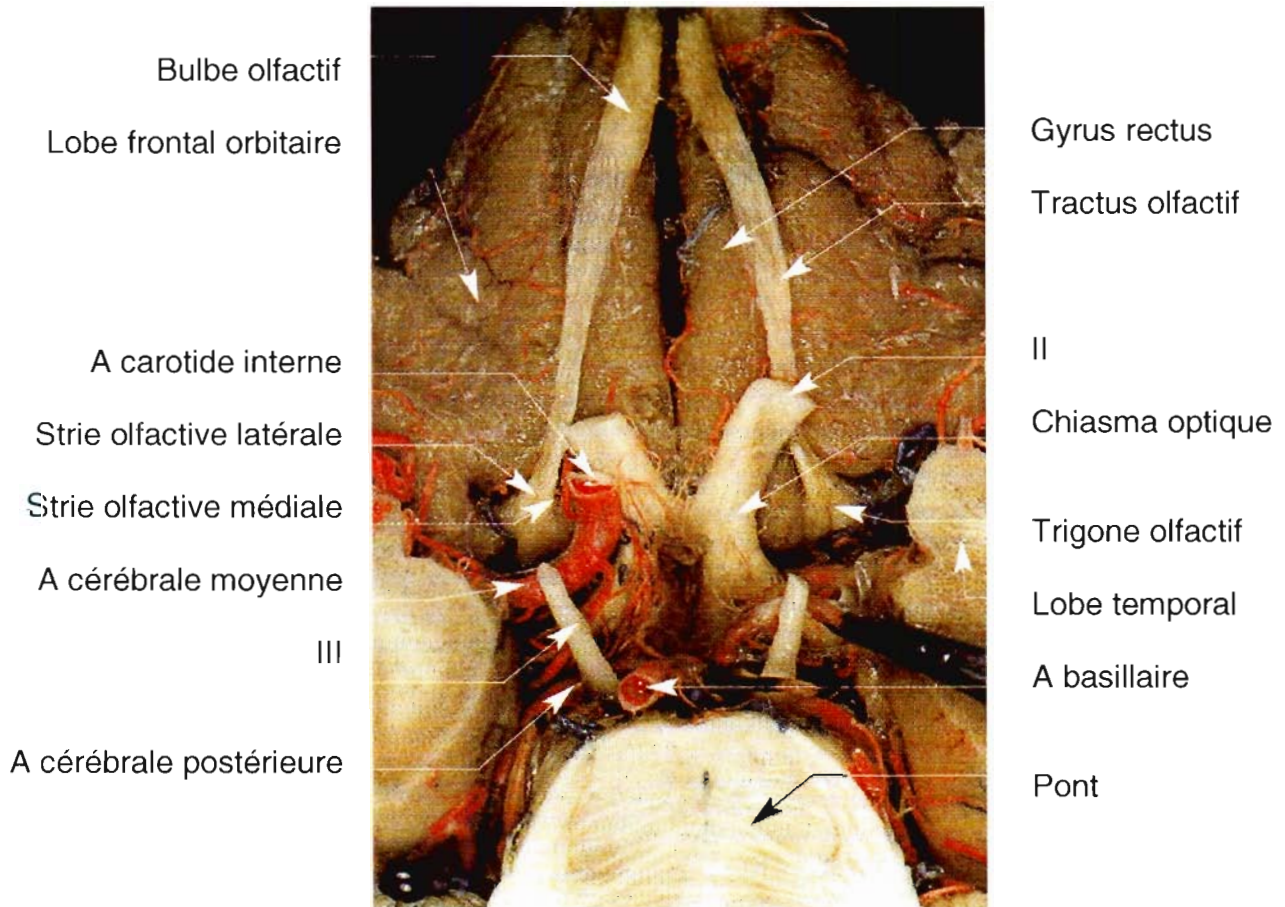 Bulbe olfactif
Lobe frontal orbitaire
A carotide interne
Strie olfactive latérale
Strie olfactive médiale
A cérébrale moyenne
III
A cérébrale postérieure
Gyrus rectus
Tractus olfactif
II
Chiasma optique
Trigone olfactif
Lobe temporal
A basillaire
Pont